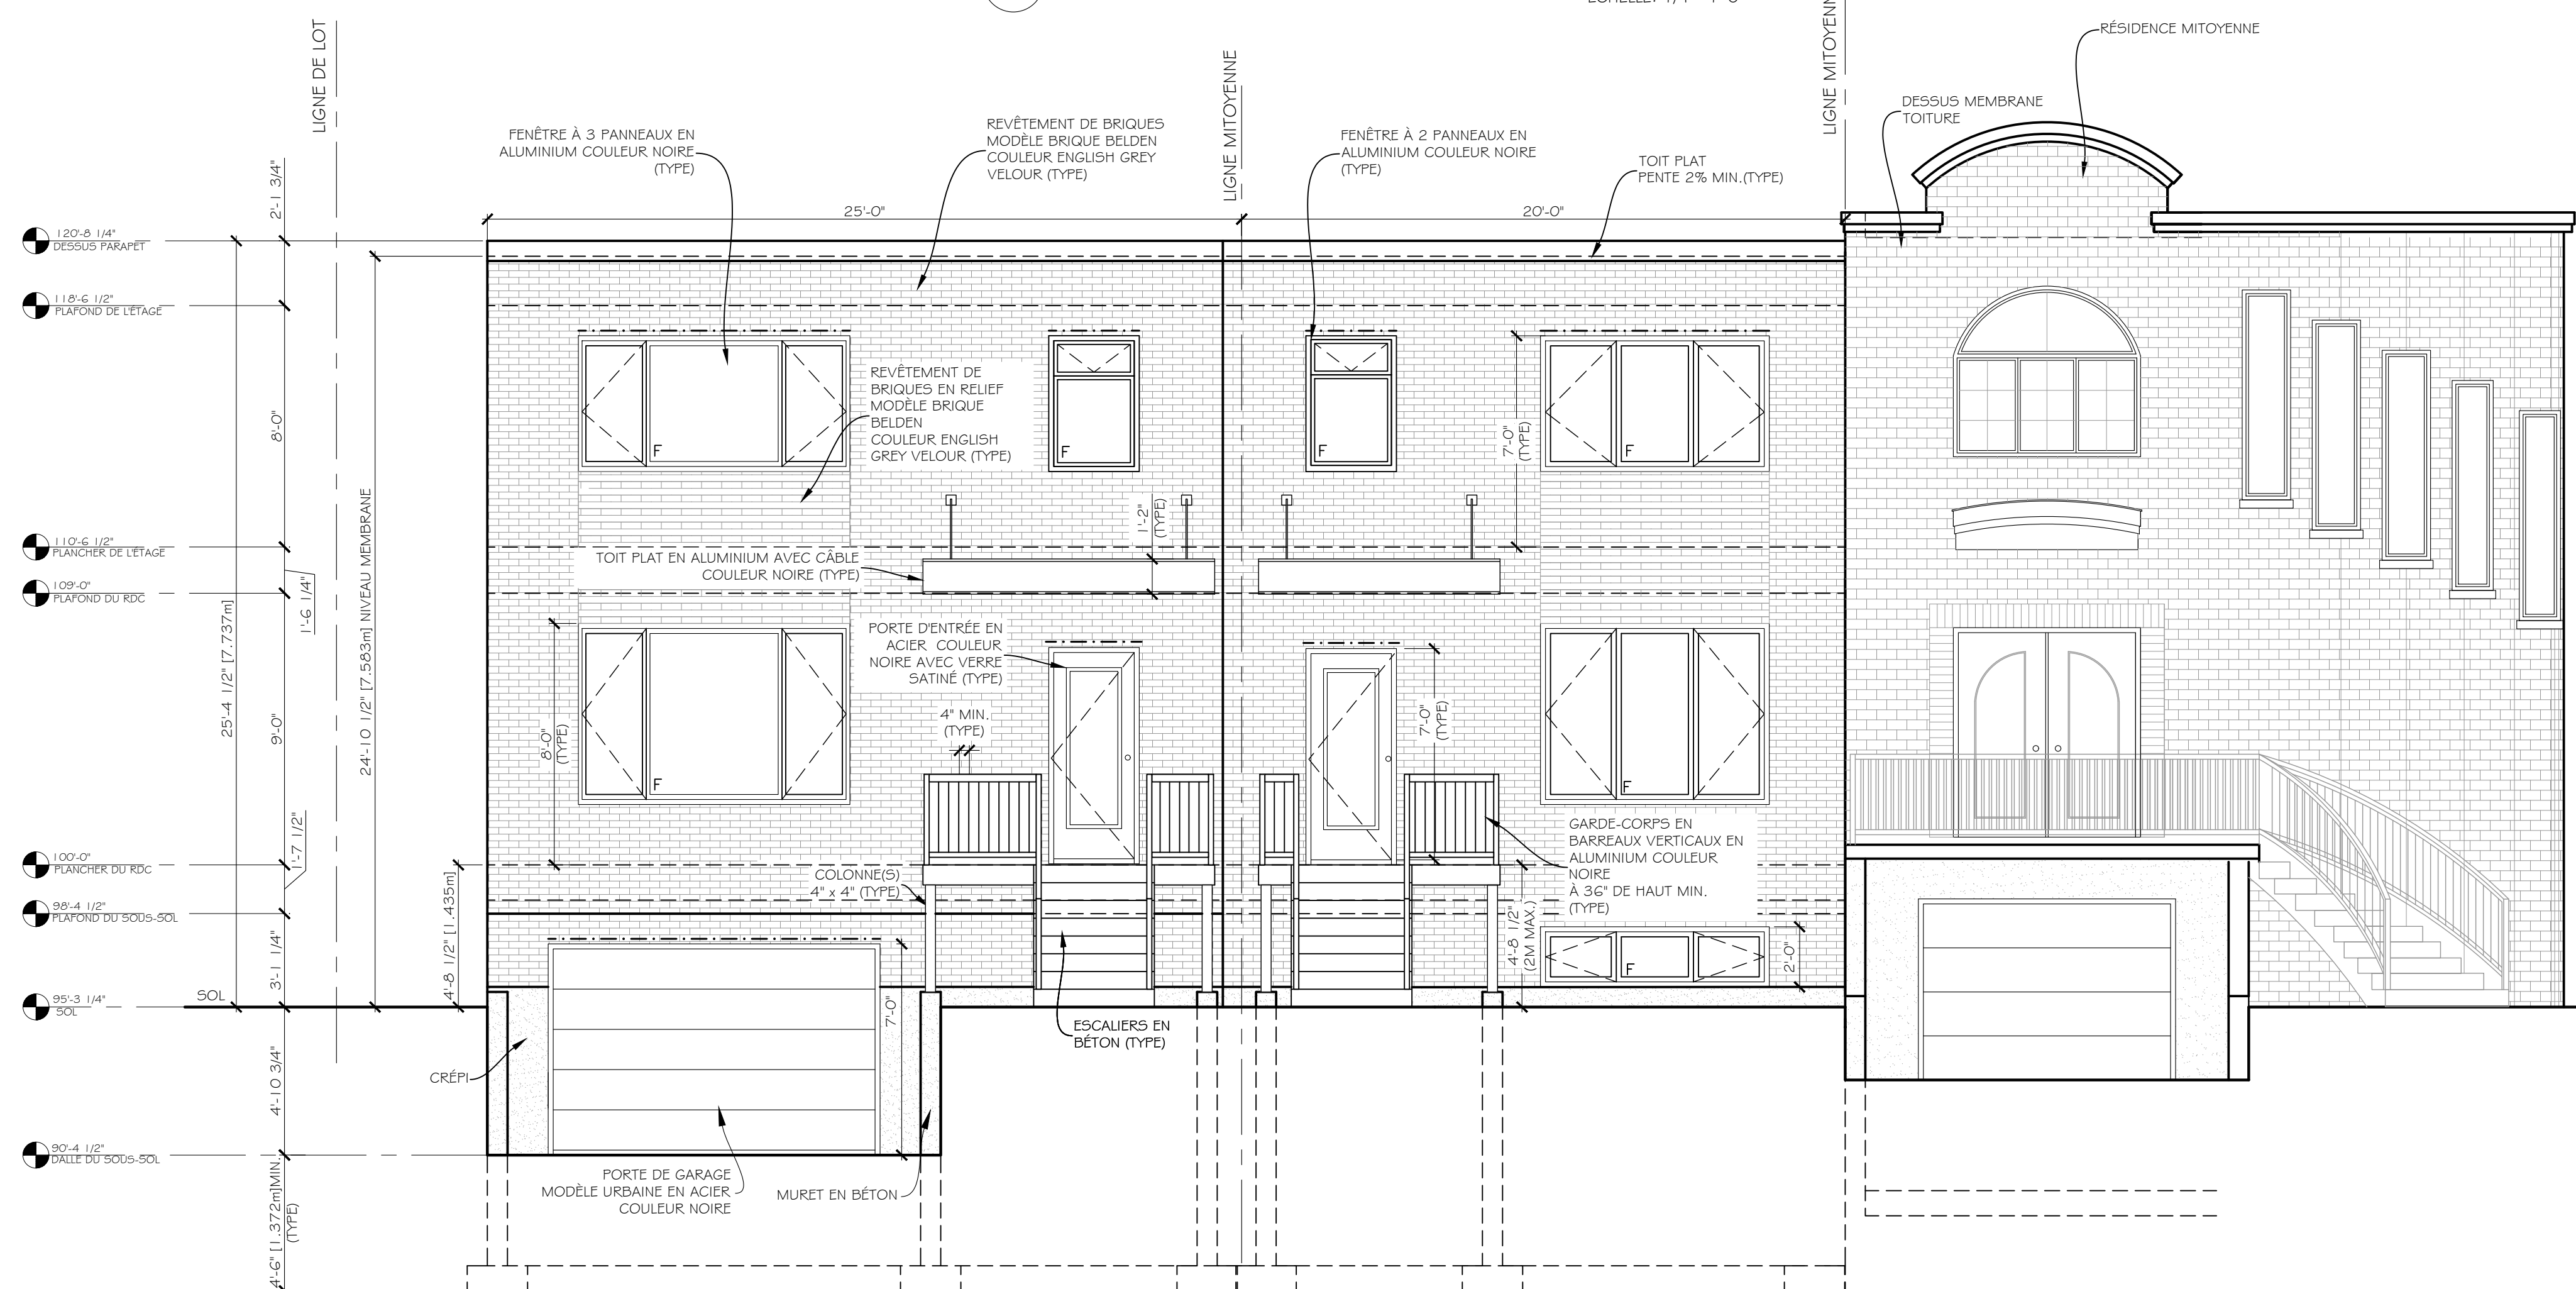 LIGNE DE LOT
LIGNE MITOYENNE
LIGNE MITOYENNE
RÉSIDENCE MITOYENNE
DESSUS MEMBRANE
TOITURE
FENÊTRE À 3 PANNEAUX EN
ALUMINIUM COULEUR NOIRE
(TYPE)
REVÊTEMENT DE BRIQUES
MODÈLE BRIQUE BELDEN
COULEUR ENGLISH GREY
VELOUR (TYPE)
FENÊTRE À 2 PANNEAUX EN
ALUMINIUM COULEUR NOIRE
(TYPE)
TOIT PLAT
PENTE 2% MIN.(TYPE)
25'-0"
20'-0"
2'-1 3/4"
120'-8 1/4"
DESSUS PARAPET
118'-6 1/2"
PLAFOND DE L'ÉTAGE
8'-0"
REVÊTEMENT DE
BRIQUES EN RELIEF
MODÈLE BRIQUE
BELDEN
COULEUR ENGLISH
GREY VELOUR (TYPE)
F
F
F
F
7'-0"
(TYPE)
1'-2"
(TYPE)
110'-6 1/2"
PLANCHER DE L'ÉTAGE
109'-0"
PLAFOND DU RDC
1'-6 1/4"
TOIT PLAT EN ALUMINIUM AVEC CÂBLE
COULEUR NOIRE (TYPE)
25'-4 1/2" [7.737m]
24'-10 1/2" [7.583m] NIVEAU MEMBRANE
9'-0"
PORTE D'ENTRÉE EN
ACIER COULEUR
NOIRE AVEC VERRE
SATINÉ (TYPE)
4" MIN.
(TYPE)
8'-0"
(TYPE)
7'-0"
(TYPE)
F
F
1'-7 1/2"
100'-0"
PLANCHER DU RDC
98'-4 1/2"
PLAFOND DU SOUS-SOL
COLONNE(S)
4" x 4" (TYPE)
GARDE-CORPS EN
BARREAUX VERTICAUX EN
ALUMINIUM COULEUR
NOIRE
À 36" DE HAUT MIN.
(TYPE)
4'-8 1/2" [1.435m]
4'-8 1/2"
(2M MAX.)
3'-1 1/4"
F
2'-0"
SOL
95'-3 1/4"
SOL
7'-0"
ESCALIERS EN
BÉTON (TYPE)
CRÉPI
4'-10 3/4"
90'-4 1/2"
DALLE DU SOUS-SOL
PORTE DE GARAGE
MODÈLE URBAINE EN ACIER
COULEUR NOIRE
MURET EN BÉTON
4'-6" [1.372m]MIN.
(TYPE)